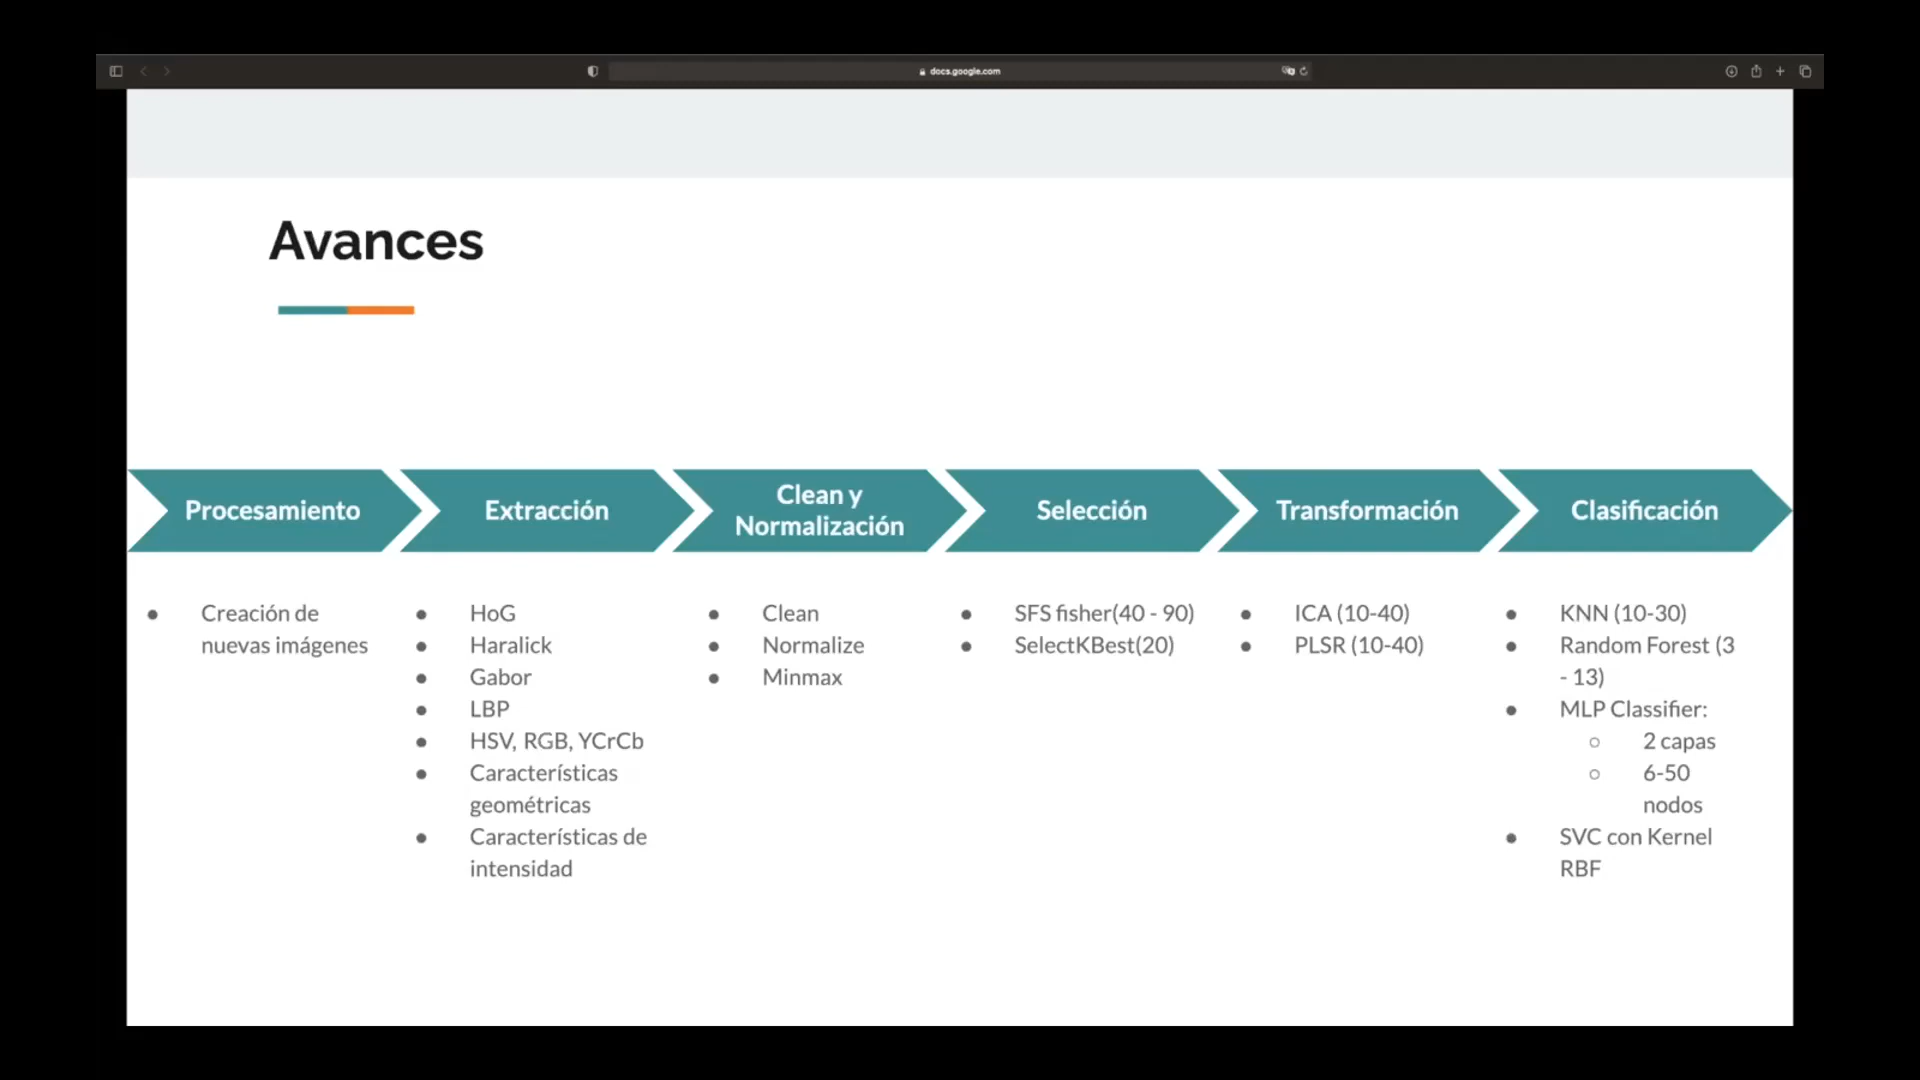 docs.google.com
Avances
Procesamiento
Creación de
nuevas imágenes
Extracción
HoG
Haralick
Gabor
LBP
HSV, RGB, YCrCb
Características
geométricas
Características de
intensidad
Clean y
Normalización
Clean
Normalize
Minmax
Selección
SFS fisher(40 - 90)
SelectKBest(20)
Transformación
ICA (10-40)
PLSR (10-40)
Clasificación
KNN (10-30)
Random Forest (3
- 13)
MLP Classifier:
2 capas
6-50
nodos
SVC con Kernel
RBF